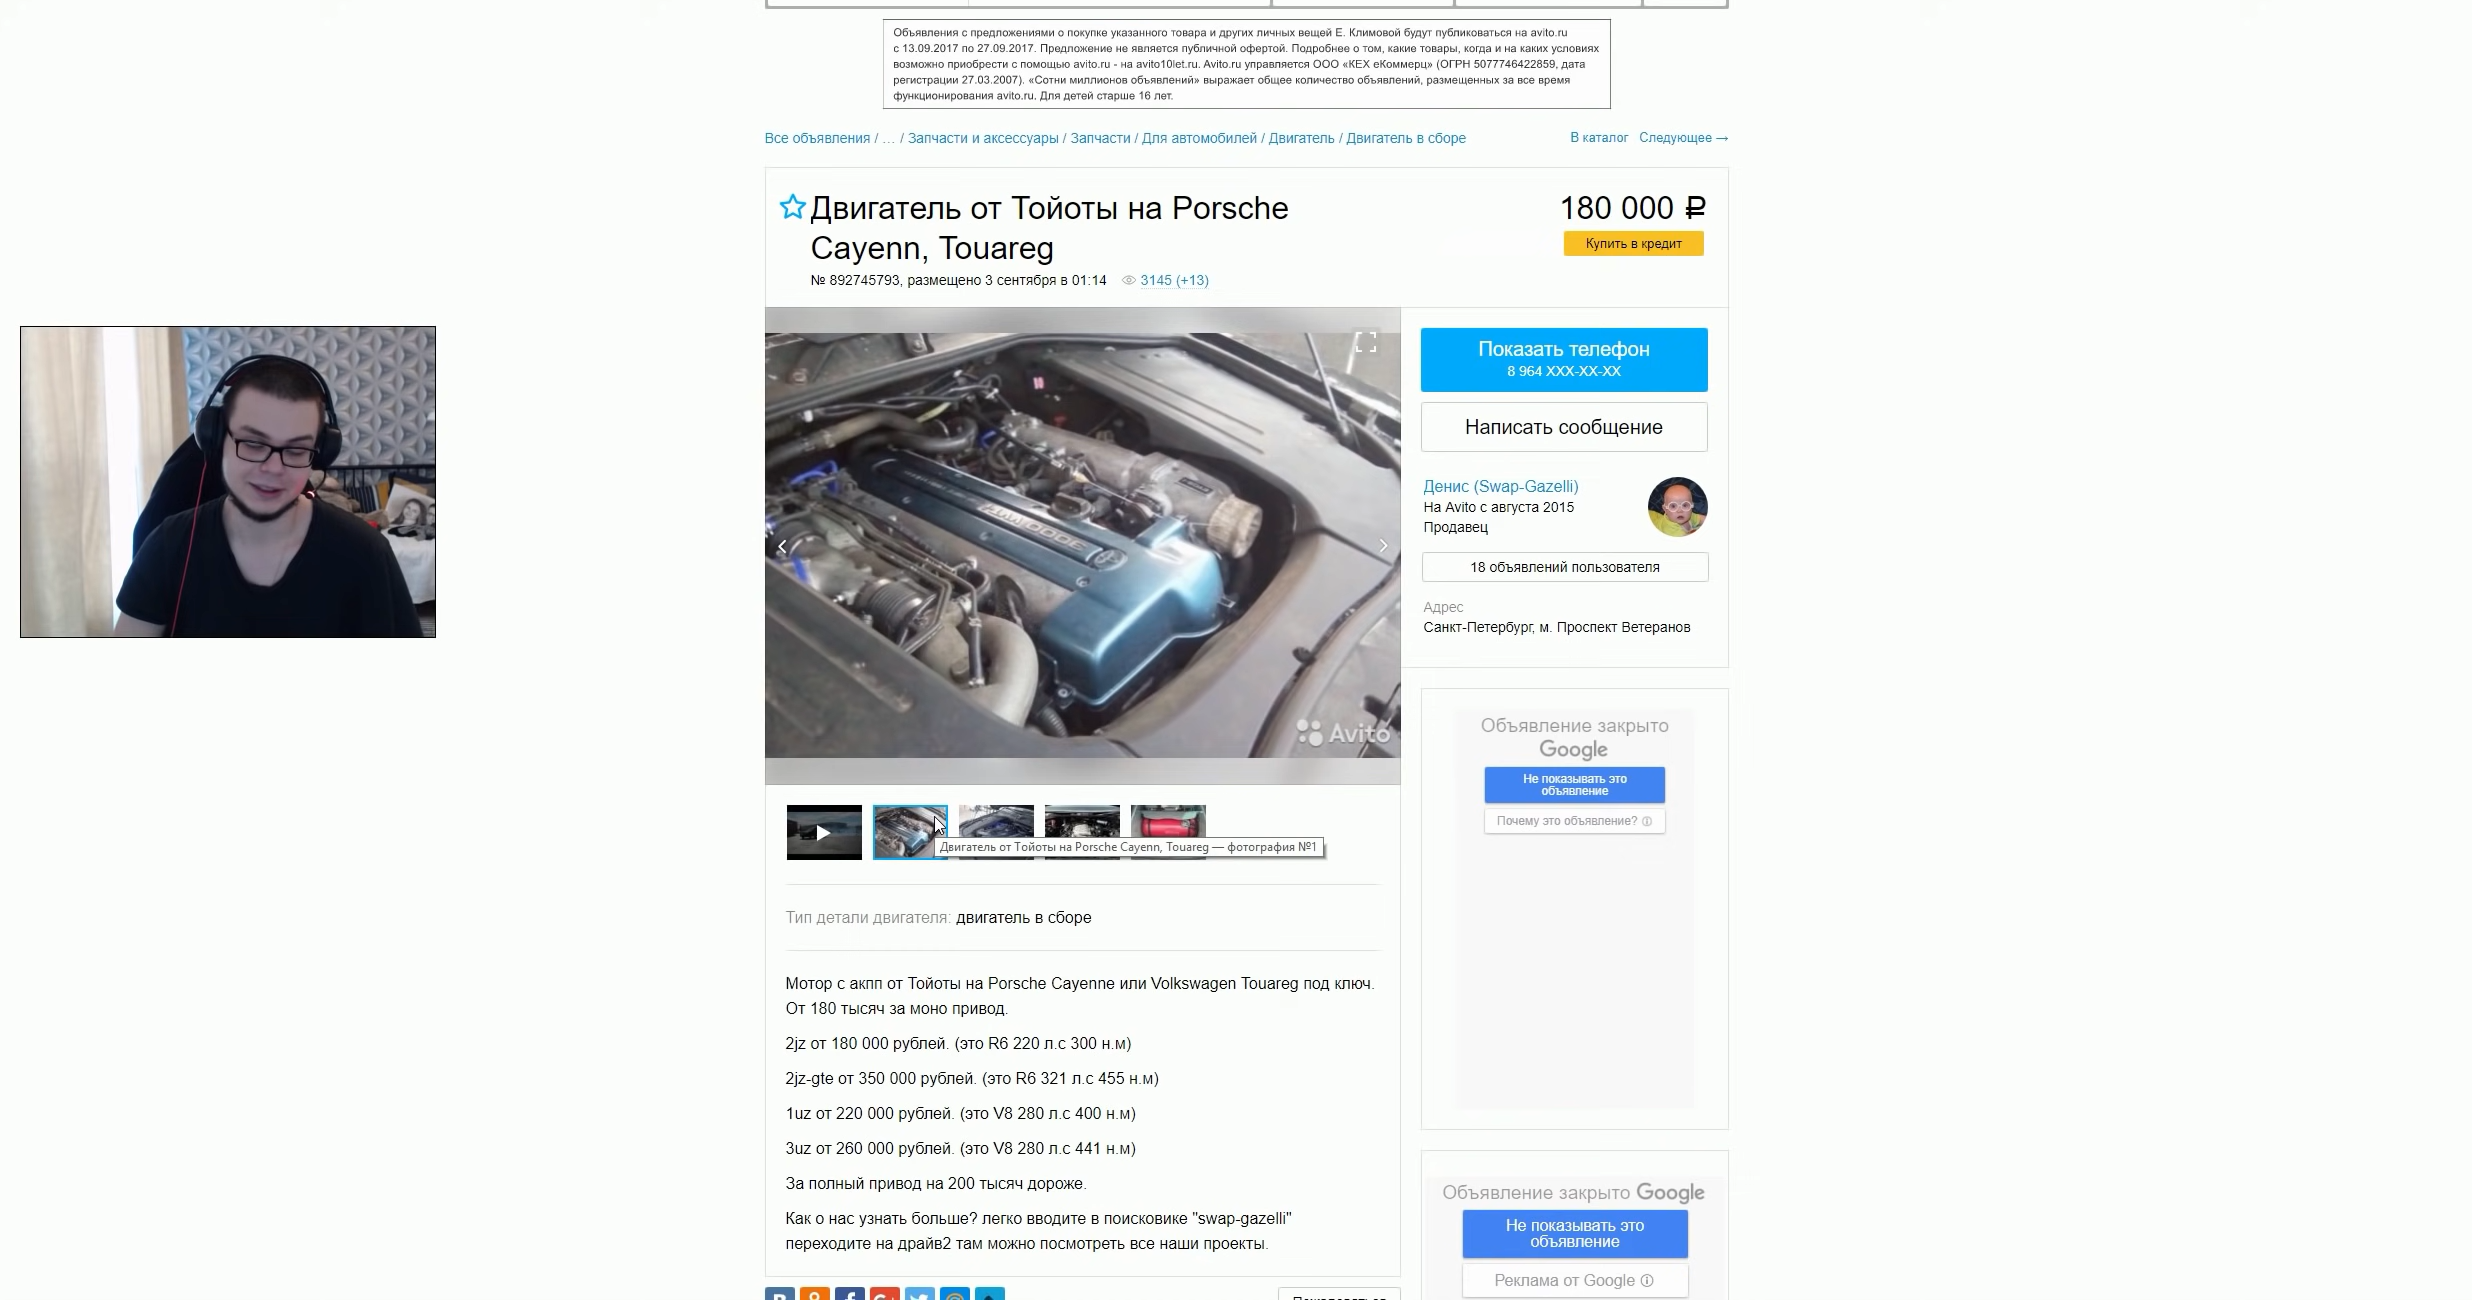 Объявления с предложениями о покупке указанного товара и других личных вещей Е. Климовой будут публиковаться на avito.ru
с 13.09.2017 по 27.09.2017. Предложение не является публичной офертой. Подробнее о том, какие товары, когда и на каких условиях
возможно приобрести с помощью avito.ru - на avito10let.ru. Avito.ru управляется ООО «КЕХ еКоммерц» (ОГРН 5077746422859, дата
регистрации 27.03.2007). «Сотни миллионов объявлений» выражает общее количество объявлений, размещенных за все время
функционирования avito.ru. Для детей старше 16 лет.
Все объявления / ... / Запчасти и аксессуары / Запчасти / Для автомобилей / Двигатель / Двигатель в сборе
В каталог Следующее →
Двигатель от Тойоты на Porsche
Cayenn, Touareg
180 000 ₽
Купить в кредит
№ 892745793, размещено 3 сентября в 01:14 3145 (+13)
3000 VVTi
Avito
Показать телефон
8 964 XXX-XX-XX
Написать сообщение
Денис (Swap-Gazelli)
На Avito с августа 2015
Продавец
18 объявлений пользователя
Адрес
Санкт-Петербург, м. Проспект Ветеранов
Двигатель от Тойоты на Porsche Cayenn, Touareg — фотография №1
Тип детали двигателя: двигатель в сборе
Мотор с акпп от Тойоты на Porsche Cayenne или Volkswagen Touareg под ключ.
От 180 тысяч за моно привод.
2jz от 180 000 рублей. (это R6 220 л.с 300 н.м)
2jz-gte от 350 000 рублей. (это R6 321 л.с 455 н.м)
1uz от 220 000 рублей. (это V8 280 л.с 400 н.м)
3uz от 260 000 рублей. (это V8 280 л.с 441 н.м)
За полный привод на 200 тысяч дороже.
Как о нас узнать больше? легко вводите в поисковике "swap-gazelli"
переходите на драйв2 там можно посмотреть все наши проекты.
Объявление закрыто
Google
Не показывать это
объявление
Почему это объявление?
Объявление закрыто Google
Не показывать это
объявление
Реклама от Google
Пожаловаться